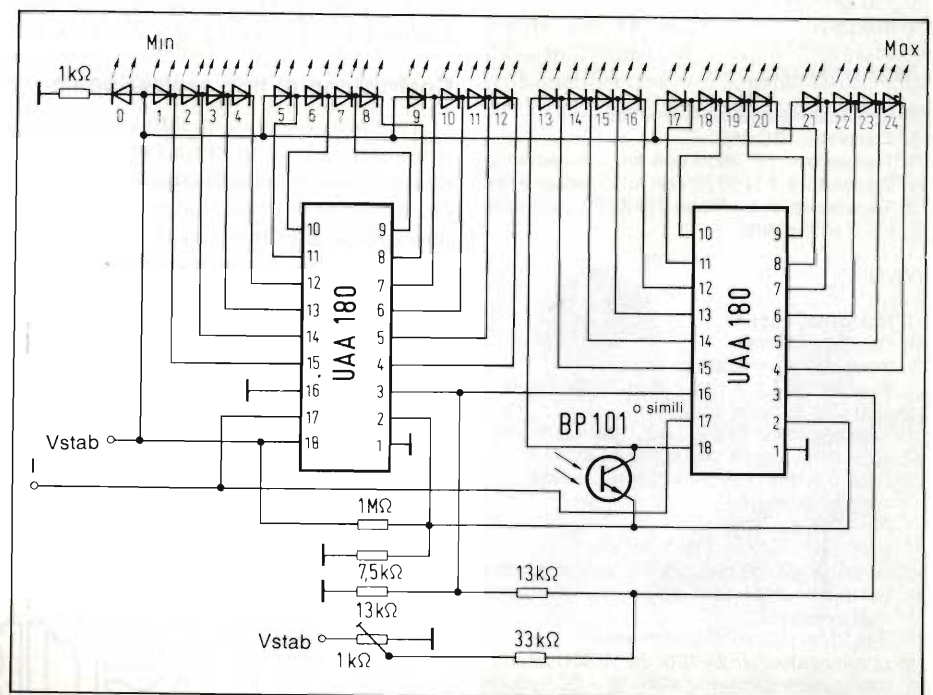 Min
Max
1kΩ
0 1 2 3 4 5 6 7 8 9 10 11 12 13 14 15 16 17 18 19 20 21 22 23 24
10 9
11 8
12 7
13 6
14 5
15 4
16 3
17 2
18 1
UAA 180
10 9
11 8
12 7
13 6
14 5
15 4
16 3
17 2
18 1
UAA 180
BP 101 o simili
Vstab
I
1MΩ
7,5kΩ
13kΩ
13kΩ
Vstab
1kΩ
33kΩ